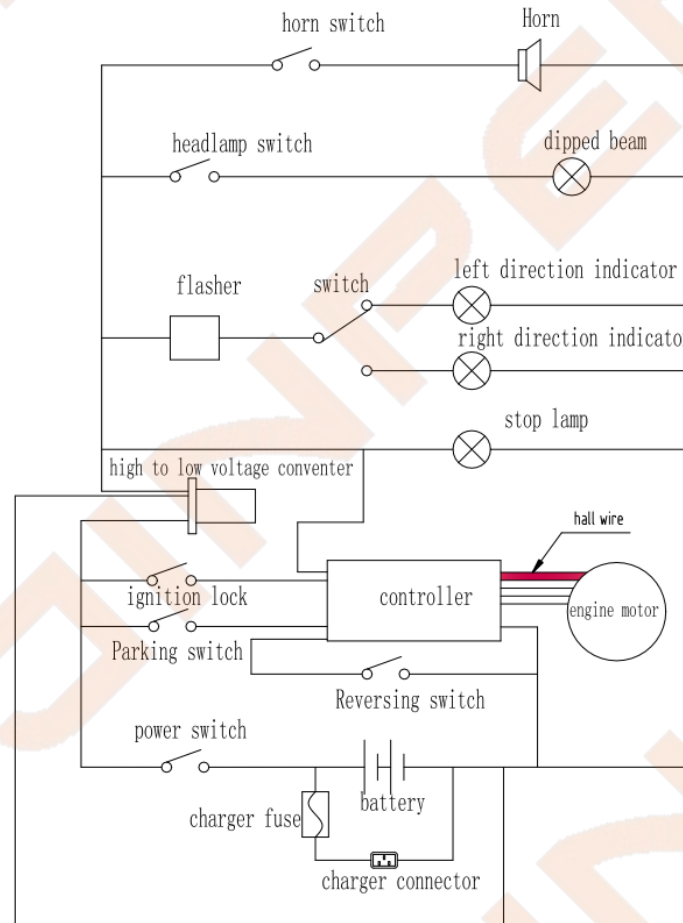 horn switch
Horn
headlamp switch
dipped beam
flasher
switch
left direction indicator
right direction indicato
stop lamp
high to low voltage conventer
hall wire
ignition lock
controller
engine motor
Parking switch
Reversing switch
power switch
battery
charger fuse
charger connector